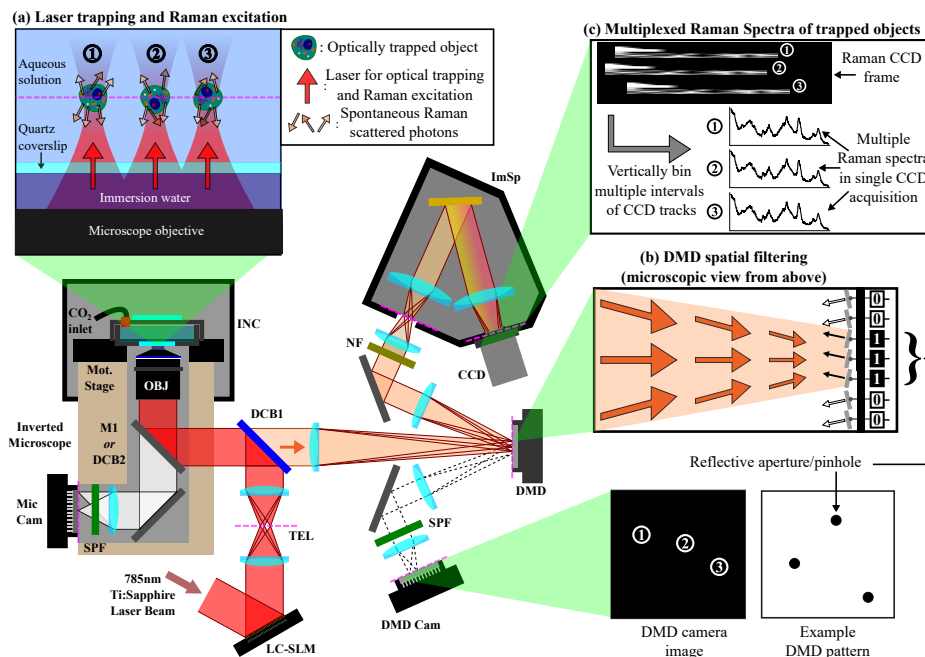 (a) Laser trapping and Raman excitation
1
2
3
Aqueous
solution
Quartz
coverslip
Immersion water
Microscope objective
: Optically trapped object
: Laser for optical trapping
and Raman excitation
: Spontaneous Raman
scattered photons
(c) Multiplexed Raman Spectra of trapped objects
1
2
3
Raman CCD
frame
Vertically bin
multiple intervals
of CCD tracks
1
2
3
Multiple
Raman spectra
in single CCD
acquisition
(b) DMD spatial filtering
(microscopic view from above)
0
0
1
1
1
0
0
}
CO2
inlet
INC
Mot.
Stage
OBJ
Inverted
Microscope
M1
or
DCB2
Mic
Cam
SPF
DCB1
TEL
785nm
Ti:Sapphire
Laser Beam
LC-SLM
ImSp
NF
CCD
DMD
SPF
DMD Cam
Reflective aperture/pinhole
1
2
3
DMD camera
image
Example
DMD pattern